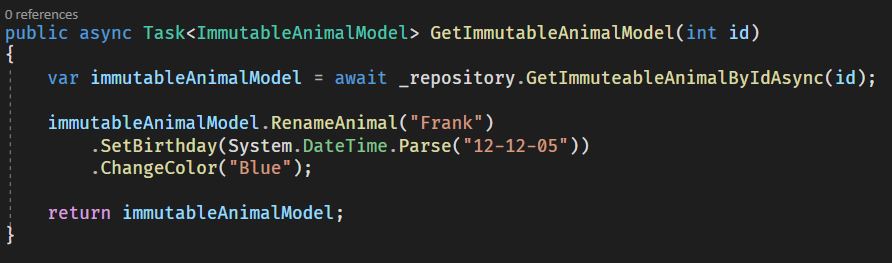 0 references
public async Task<ImmutableAnimalModel> GetImmutableAnimalModel(int id)
{
var immutableAnimalModel = await _repository.GetImmuteableAnimalByIdAsync(id);
immutableAnimalModel.RenameAnimal("Frank")
.SetBirthday(System.DateTime.Parse("12-12-05"))
.ChangeColor("Blue");
return immutableAnimalModel;
}